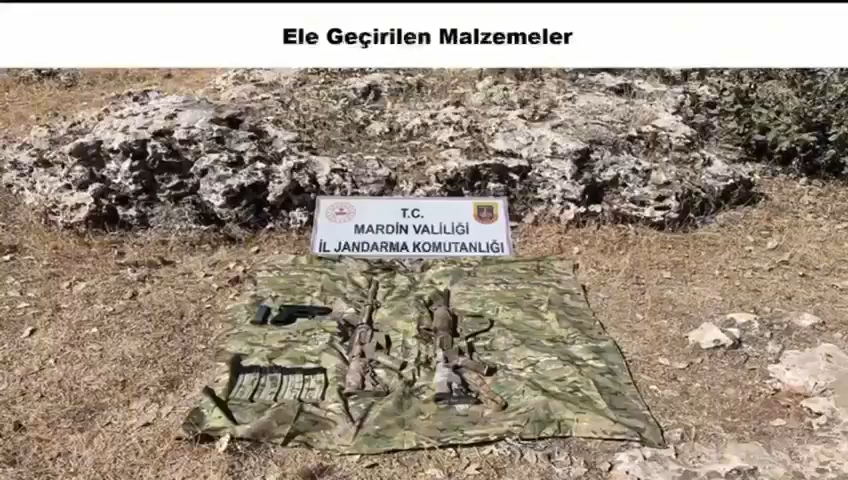 Ele Geçirilen Malzemeler
T.C.
MARDİN VALİLİĞİ
İL JANDARMA KOMUTANLIĞI